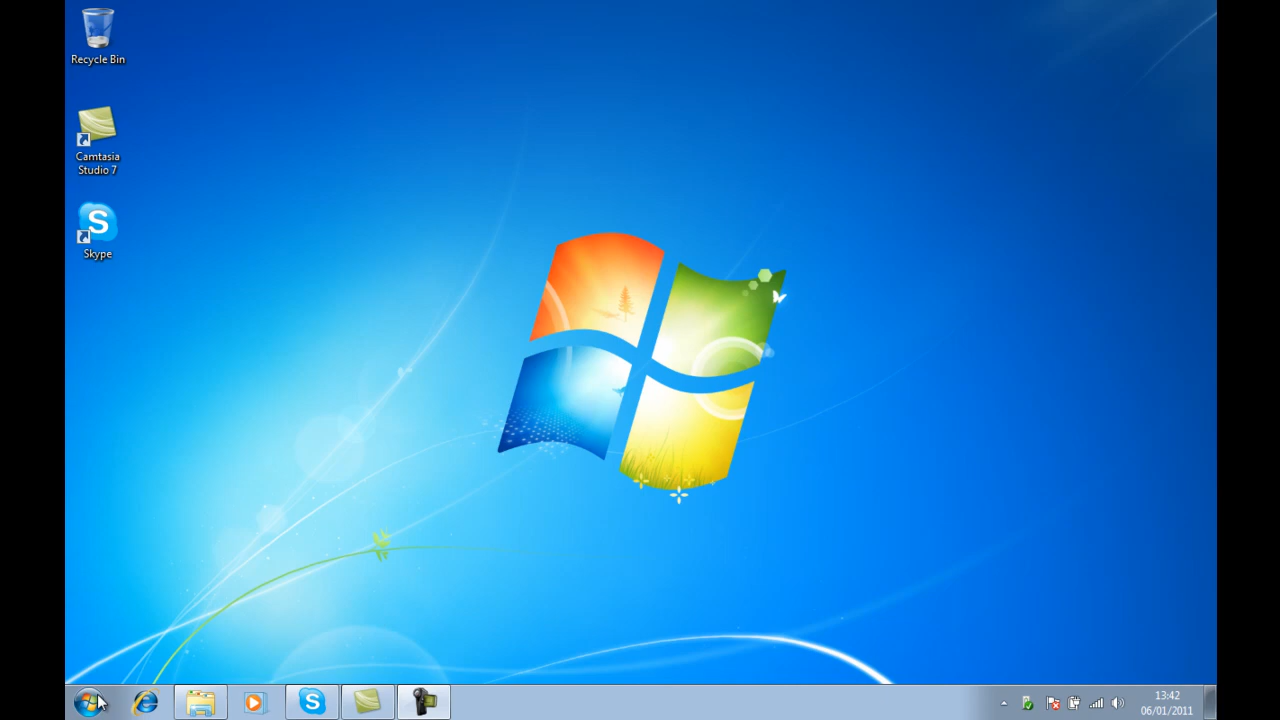 Recycle Bin
Camtasia
Studio 7
S
Skype
S
13:42
06/01/2011